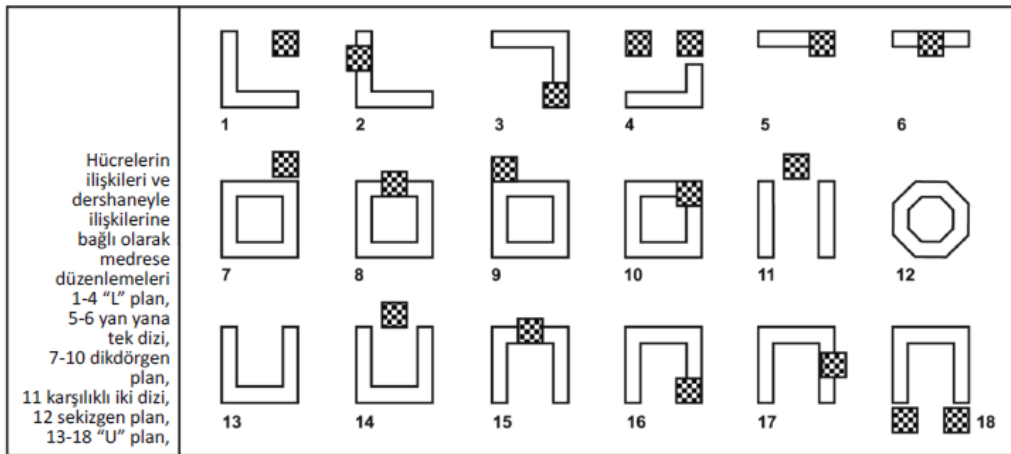 Hücrelerin
ilişkileri ve
dershaneyle
ilişkilerine
bağlı olarak
medrese
düzenlemeleri
1-4 “L” plan,
5-6 yan yana
tek dizi,
7-10 dikdörgen
plan,
11 karşılıklı iki dizi,
12 sekizgen plan,
13-18 “U” plan,
1 2 3 4 5 6
7 8 9 10 11 12
13 14 15 16 17 18